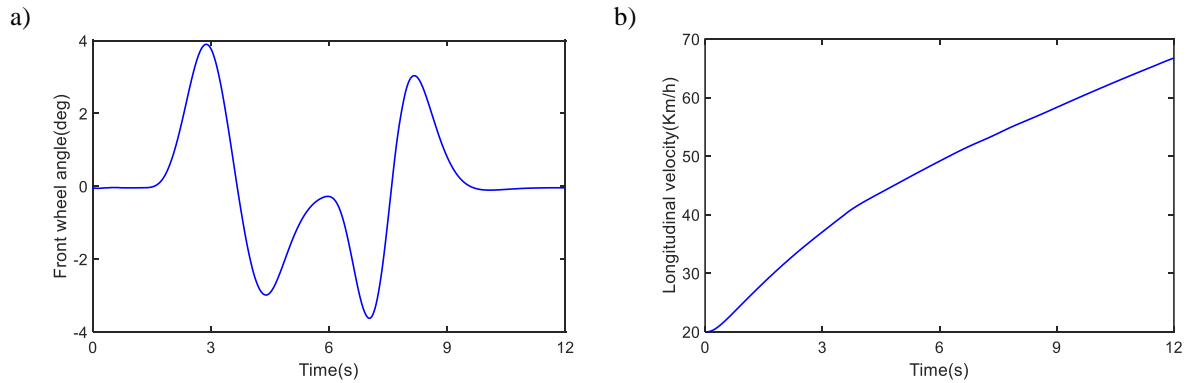 a)
4
2
0
-2
-4
Front wheel angle(deg)
0 3 6 9 12
Time(s)
b)
70
60
50
40
30
20
Longitudinal velocity(Km/h)
0 3 6 9 12
Time(s)